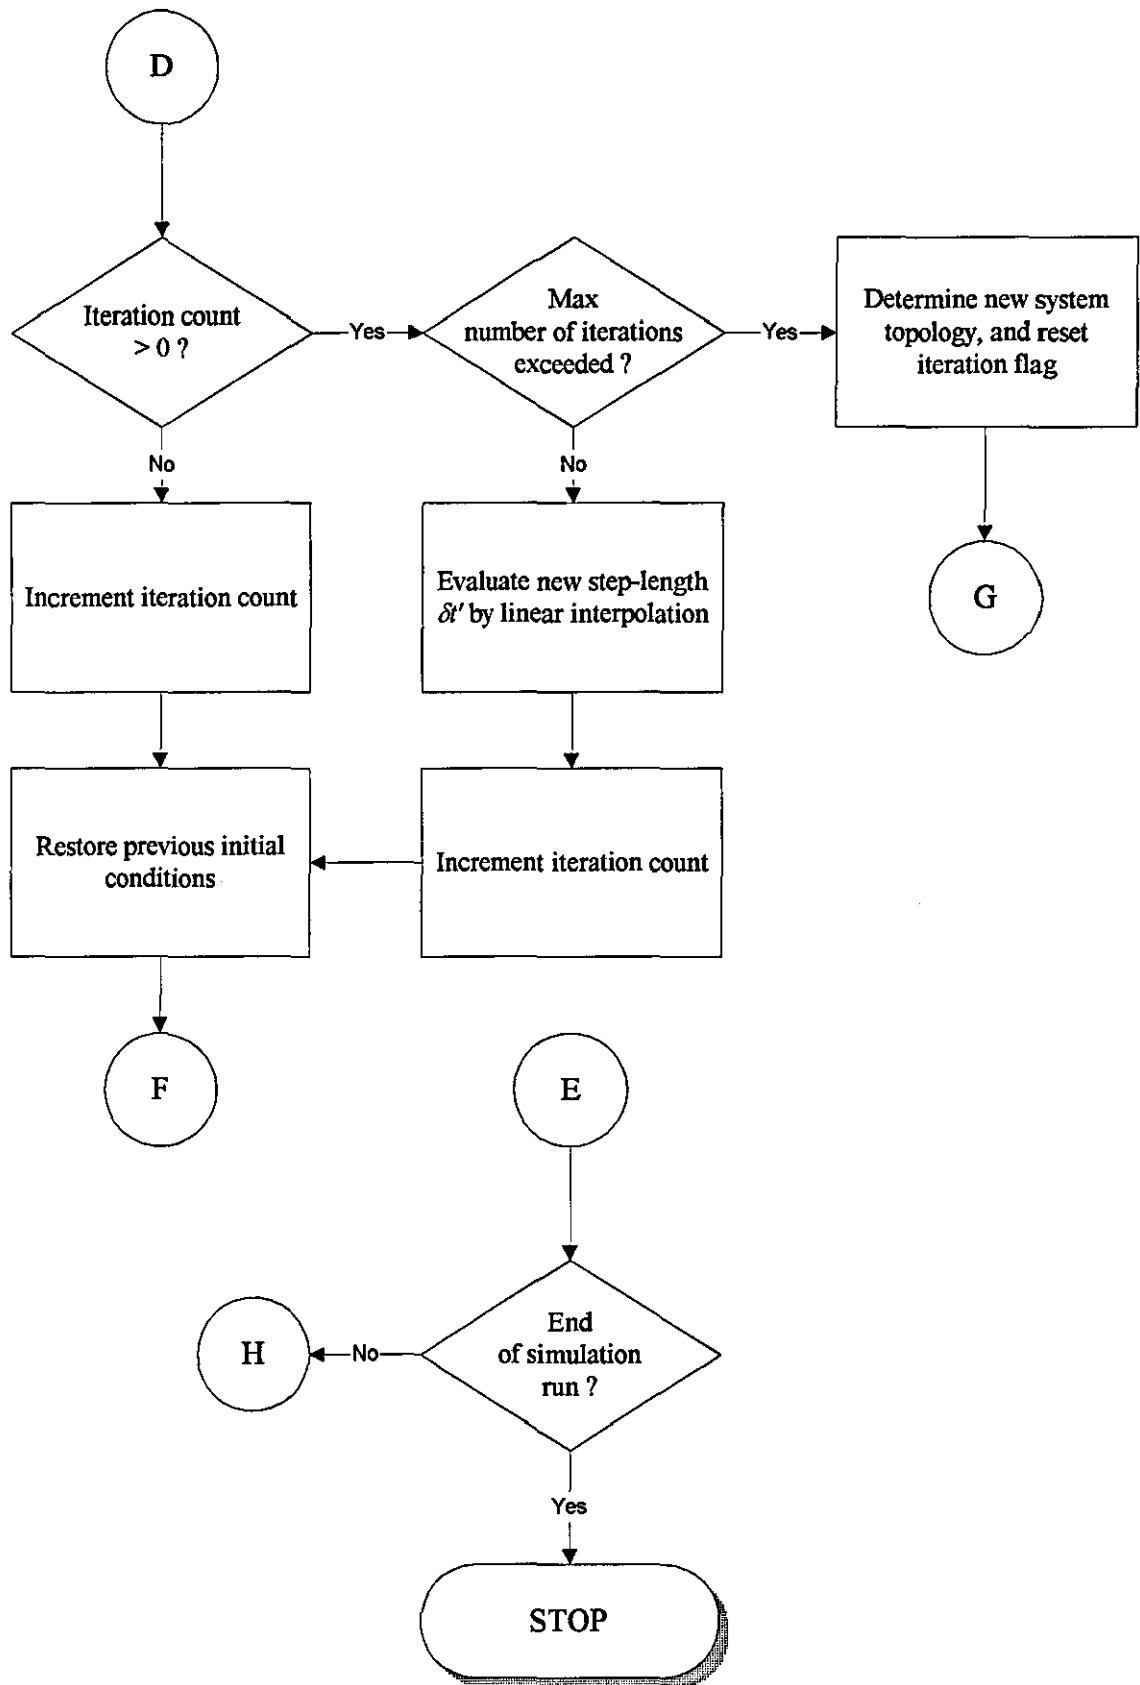 D
Iteration count
> 0 ?
Yes
Max
number of iterations
exceeded ?
Yes
Determine new system
topology, and reset
iteration flag
No
No
Increment iteration count
Evaluate new step-length
δt′ by linear interpolation
G
Restore previous initial
conditions
Increment iteration count
F
E
H
No
End
of simulation
run ?
Yes
STOP